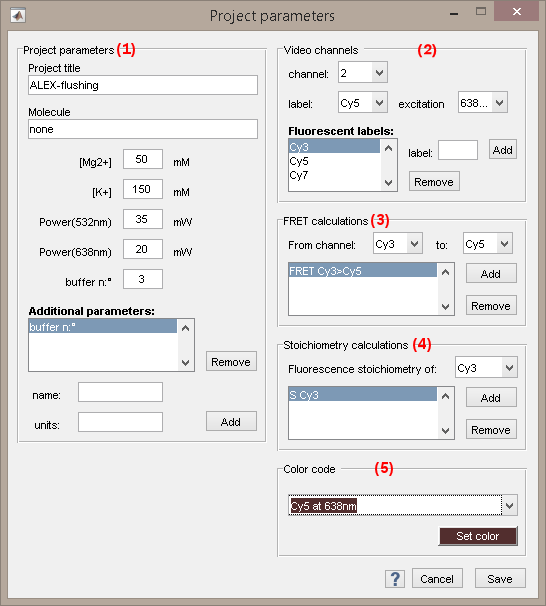 Project parameters
Project parameters (1)
Project title
ALEX-flushing
Molecule
none
[Mg2+] 50 mM
[K+] 150 mM
Power(532nm) 35 mW
Power(638nm) 20 mW
buffer n:° 3
Additional parameters:
buffer n:°
Remove
name:
units:
Add
Video channels (2)
channel: 2
label: Cy5 excitation 638...
Fluorescent labels:
Cy3
Cy5
Cy7
label: Add
Remove
FRET calculations (3)
From channel: Cy3 to: Cy5
FRET Cy3>Cy5
Add
Remove
Stoichiometry calculations (4)
Fluorescence stoichiometry of: Cy3
S Cy3
Add
Remove
Color code (5)
Cy5 at 638nm
Set color
? Cancel Save